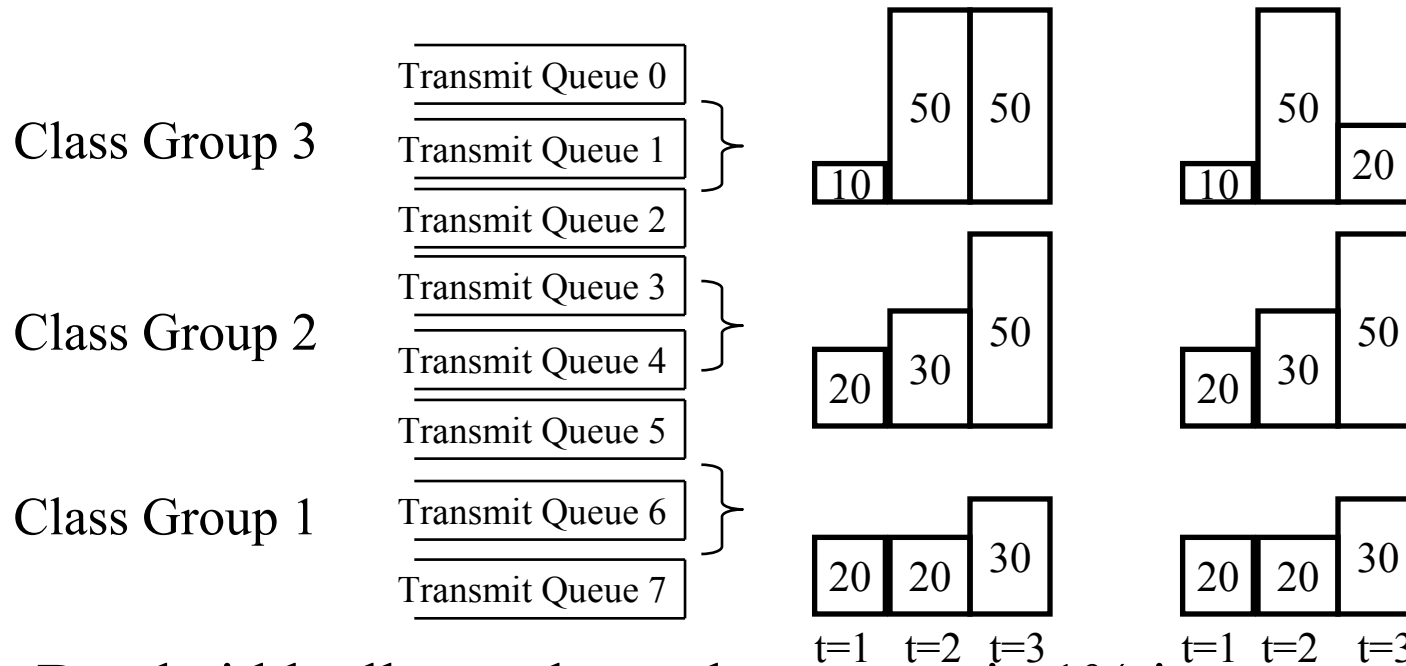 Transmit Queue 0
Class Group 3
Transmit Queue 1
Transmit Queue 2
10 50 50
10 50 20
Transmit Queue 3
Class Group 2
Transmit Queue 4
Transmit Queue 5
20 30 50
20 30 50
Class Group 1
Transmit Queue 6
Transmit Queue 7
20 20 30
20 20 30
t=1 t=2 t=3
t=1 t=2 t=3